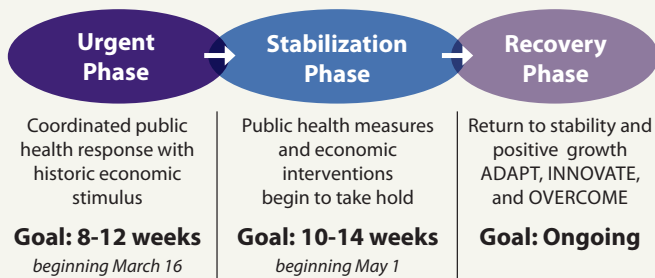 Urgent
Phase
Stabilization
Phase
Recovery
Phase
Coordinated public
health response with
historic economic
stimulus
Goal: 8-12 weeks
beginning March 16
Public health measures
and economic
interventions
begin to take hold
Goal: 10-14 weeks
beginning May 1
Return to stability and
positive growth
ADAPT, INNOVATE,
and OVERCOME
Goal: Ongoing